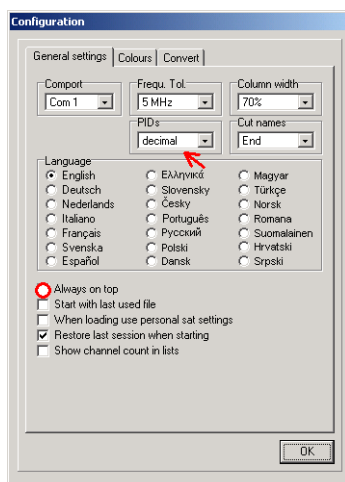 Configuration
General settings Colours Convert
Comport Frequ. Tol. Column width
Com 1 5 MHz 70%
PIDs Cut names
decimal End
Language
English Ελληνικά Magyar
Deutsch Slovensky Türkçe
Nederlands Česky Norsk
Italiano Português Romana
Français Русский Suomalainen
Svenska Polski Hrvatski
Español Dansk Srpski
Always on top
Start with last used file
When loading use personal sat settings
Restore last session when starting
Show channel count in lists
OK